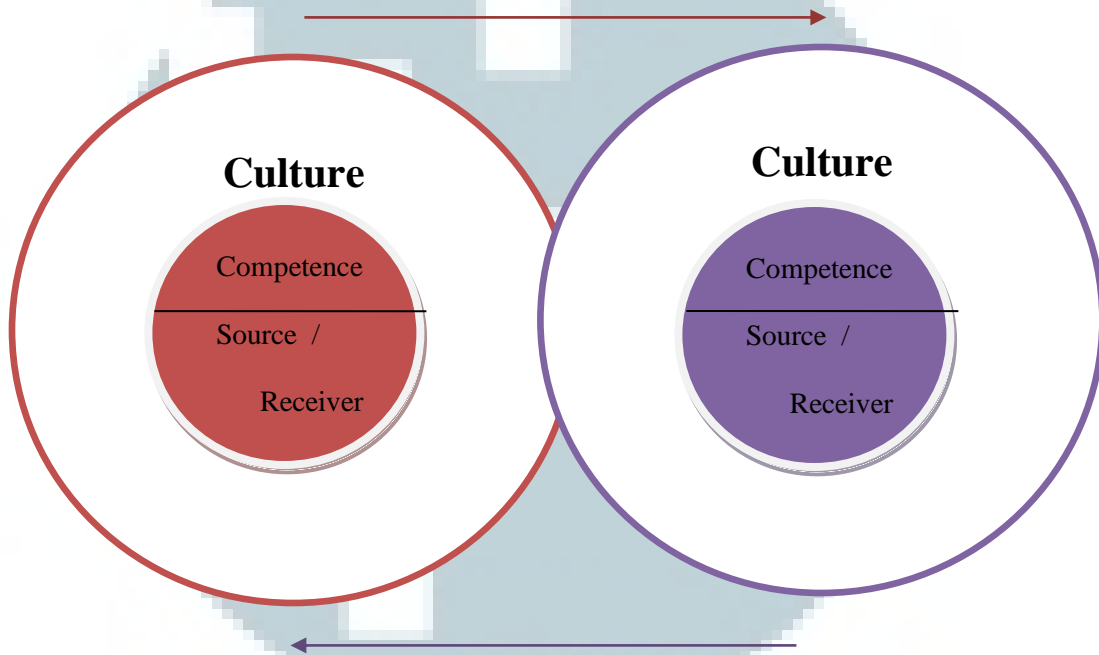 Culture
Competence
Source /
Receiver
Culture
Competence
Source /
Receiver